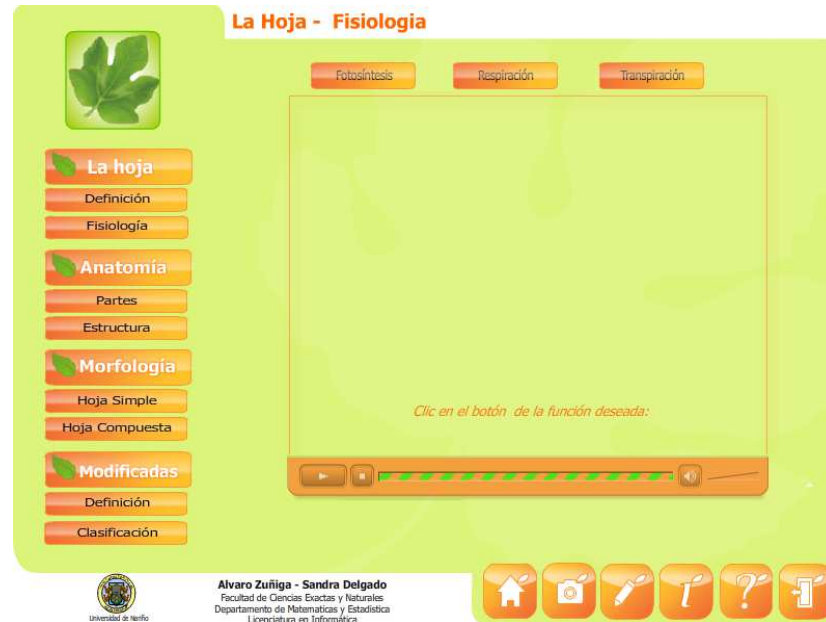 La Hoja - Fisiologia
Fotosíntesis
Respiración
Transpiración
La hoja
Definición
Fisiología
Anatomía
Partes
Estructura
Morfología
Hoja Simple
Hoja Compuesta
Modificadas
Definición
Clasificación
Clic en el botón de la función deseada:
Universidad de Nariño
Alvaro Zuñiga - Sandra Delgado
Facultad de Ciencias Exactas y Naturales
Departamento de Matematicas y Estadística
Licenciatura en Informática
t
?